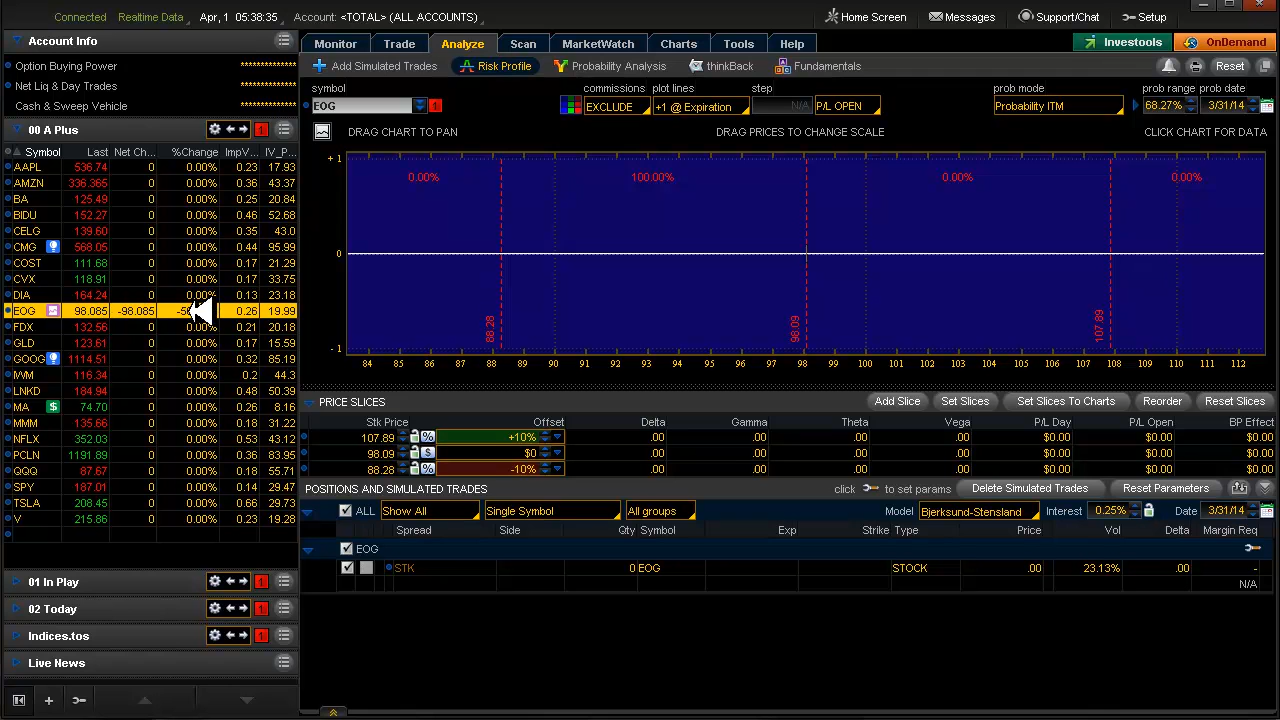 Connected Realtime Data Apr, 1 05:38:35 Account: <TOTAL> (ALL ACCOUNTS) Home Screen Messages Support/Chat Setup
Account Info
Option Buying Power **************
Net Liq & Day Trades **************
Cash & Sweep Vehicle **************
Monitor Trade Analyze Scan MarketWatch Charts Tools Help Investools OnDemand
Add Simulated Trades Risk Profile Probability Analysis thinkBack Fundamentals Reset
symbol commissions plot lines step prob mode prob range prob date
EOG 1 EXCLUDE +1 @ Expiration N/A P/L OPEN Probability ITM 68.27% 3/31/14
00 A Plus 1
DRAG CHART TO PAN DRAG PRICES TO CHANGE SCALE CLICK CHART FOR DATA
Symbol Last Net Ch... %Change ImpV... IV_P...
AAPL 536.74 0 0.00% 0.23 17.93
AMZN 336.365 0 0.00% 0.36 43.37
BA 125.49 0 0.00% 0.25 20.84
BIDU 152.27 0 0.00% 0.46 52.68
CELG 139.60 0 0.00% 0.35 43.0
CMG 568.05 0 0.00% 0.44 95.99
COST 111.68 0 0.00% 0.17 21.29
CVX 118.91 0 0.00% 0.17 33.75
DIA 164.24 0 0.00% 0.13 23.18
EOG 98.085 -98.085 0.26 19.99
FDX 132.56 0 0.00% 0.21 20.18
GLD 123.61 0 0.00% 0.17 15.59
GOOG 1114.51 0 0.00% 0.32 85.19
IWM 116.34 0 0.00% 0.2 44.3
LNKD 184.94 0 0.00% 0.48 50.39
MA $ 74.70 0 0.00% 0.26 8.16
MMM 135.66 0 0.00% 0.18 31.22
NFLX 352.03 0 0.00% 0.53 43.12
PCLN 1191.89 0 0.00% 0.36 83.95
QQQ 87.67 0 0.00% 0.18 55.71
SPY 187.01 0 0.00% 0.14 29.47
TSLA 208.45 0 0.00% 0.66 29.73
V 215.86 0 0.00% 0.23 19.28
01 In Play 1
02 Today 1
Indices.tos 1
Live News
+1
0.00% 100.00% 0.00% 0.00%
0
88.28 98.09 107.89
-1
84 85 86 87 88 89 90 91 92 93 94 95 96 97 98 99 100 101 102 103 104 105 106 107 108 109 110 111 112
PRICE SLICES Add Slice Set Slices Set Slices To Charts Reorder Reset Slices
Stk Price Offset Delta Gamma Theta Vega P/L Day P/L Open BP Effect
107.89 % +10% .00 .00 .00 .00 $0.00 $0.00 $0.00
98.09 $ $0 .00 .00 .00 .00 $0.00 $0.00 $0.00
88.28 % -10% .00 .00 .00 .00 $0.00 $0.00 $0.00
POSITIONS AND SIMULATED TRADES click to set params Delete Simulated Trades Reset Parameters
ALL Show All Single Symbol All groups Model Bjerksund-Stensland Interest 0.25% Date 3/31/14
Spread Side Qty Symbol Exp Strike Type Price Vol Delta Margin Req
EOG
STK 0 EOG STOCK .00 23.13% .00 -
N/A